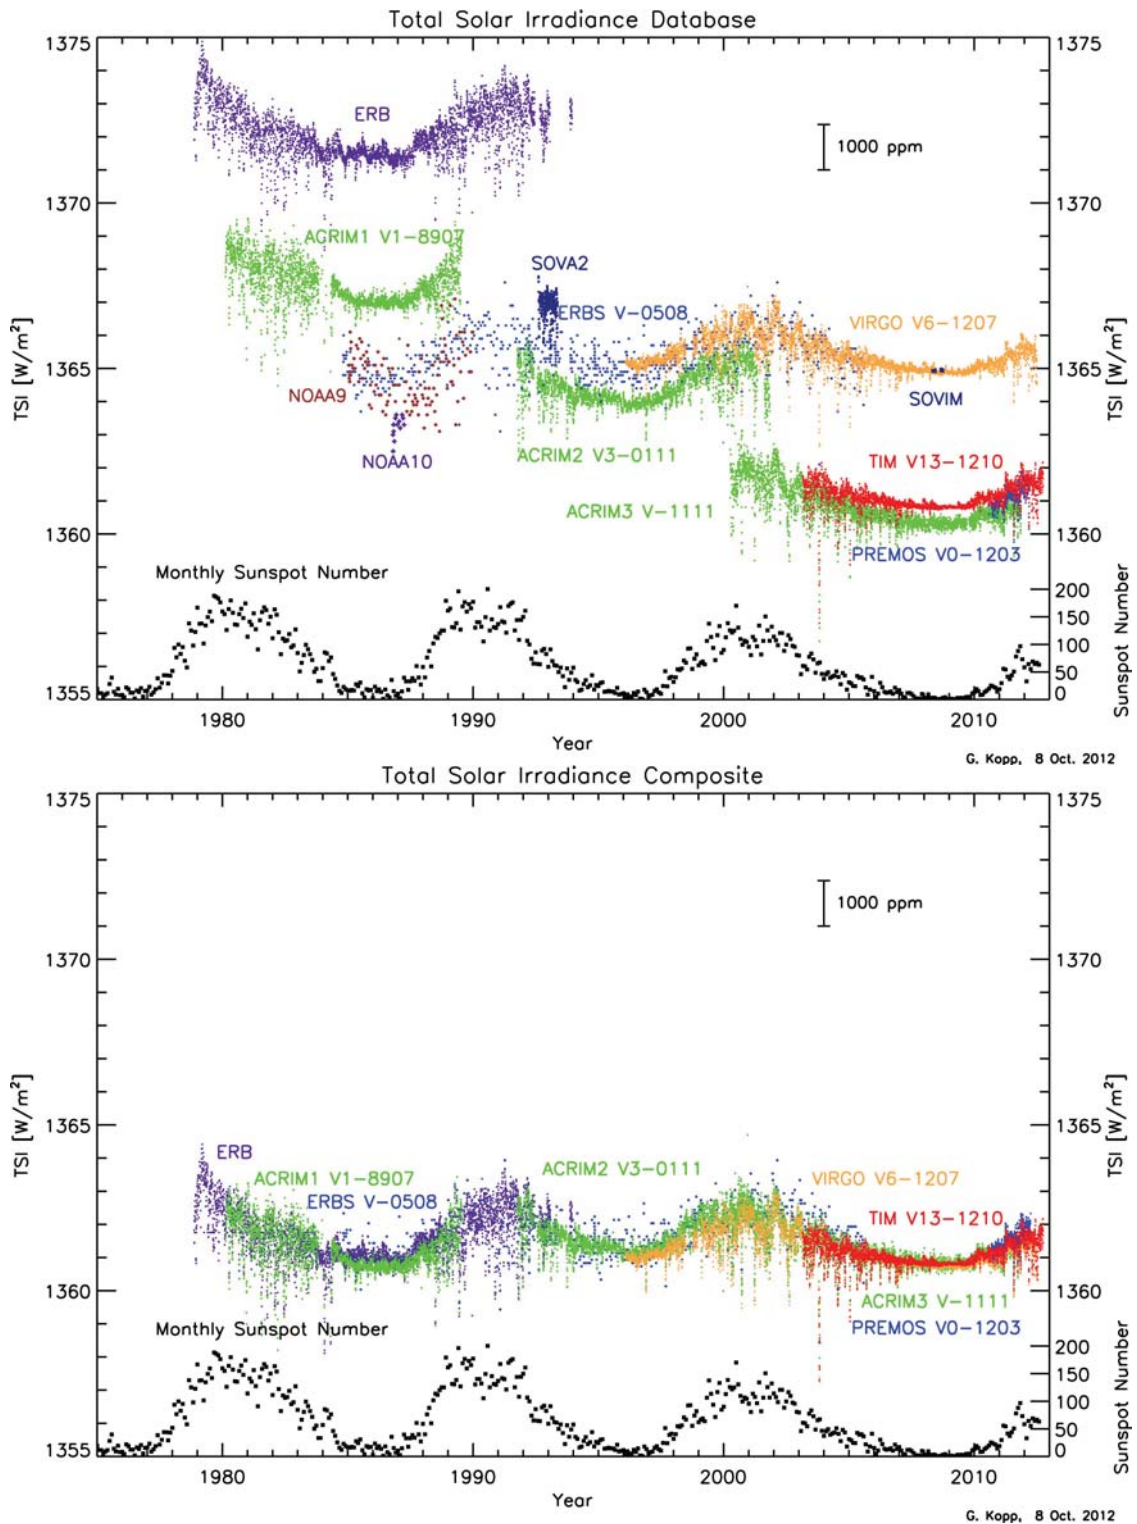 Total Solar Irradiance Database
1375
1375
ERB
1000 ppm
1370
1370
ACRIM1 V1-8907
SOVA2
ERBS V-0508
VIRGO V6-1207
TSI [W/m²]
1365
1365
TSI [W/m²]
NOAA9
SOVIM
NOAA10
ACRIM2 V3-0111
TIM V13-1210
ACRIM3 V-1111
1360
1360
PREMOS V0-1203
Monthly Sunspot Number
200
150
100
50
0
Sunspot Number
1355
1980
1990
2000
2010
Year
G. Kopp, 8 Oct. 2012
Total Solar Irradiance Composite
1375
1375
1000 ppm
1370
1370
TSI [W/m²]
1365
1365
TSI [W/m²]
ERB
ACRIM1 V1-8907
ACRIM2 V3-0111
VIRGO V6-1207
ERBS V-0508
TIM V13-1210
1360
1360
ACRIM3 V-1111
PREMOS V0-1203
Monthly Sunspot Number
200
150
100
50
0
Sunspot Number
1355
1980
1990
2000
2010
Year
G. Kopp, 8 Oct. 2012